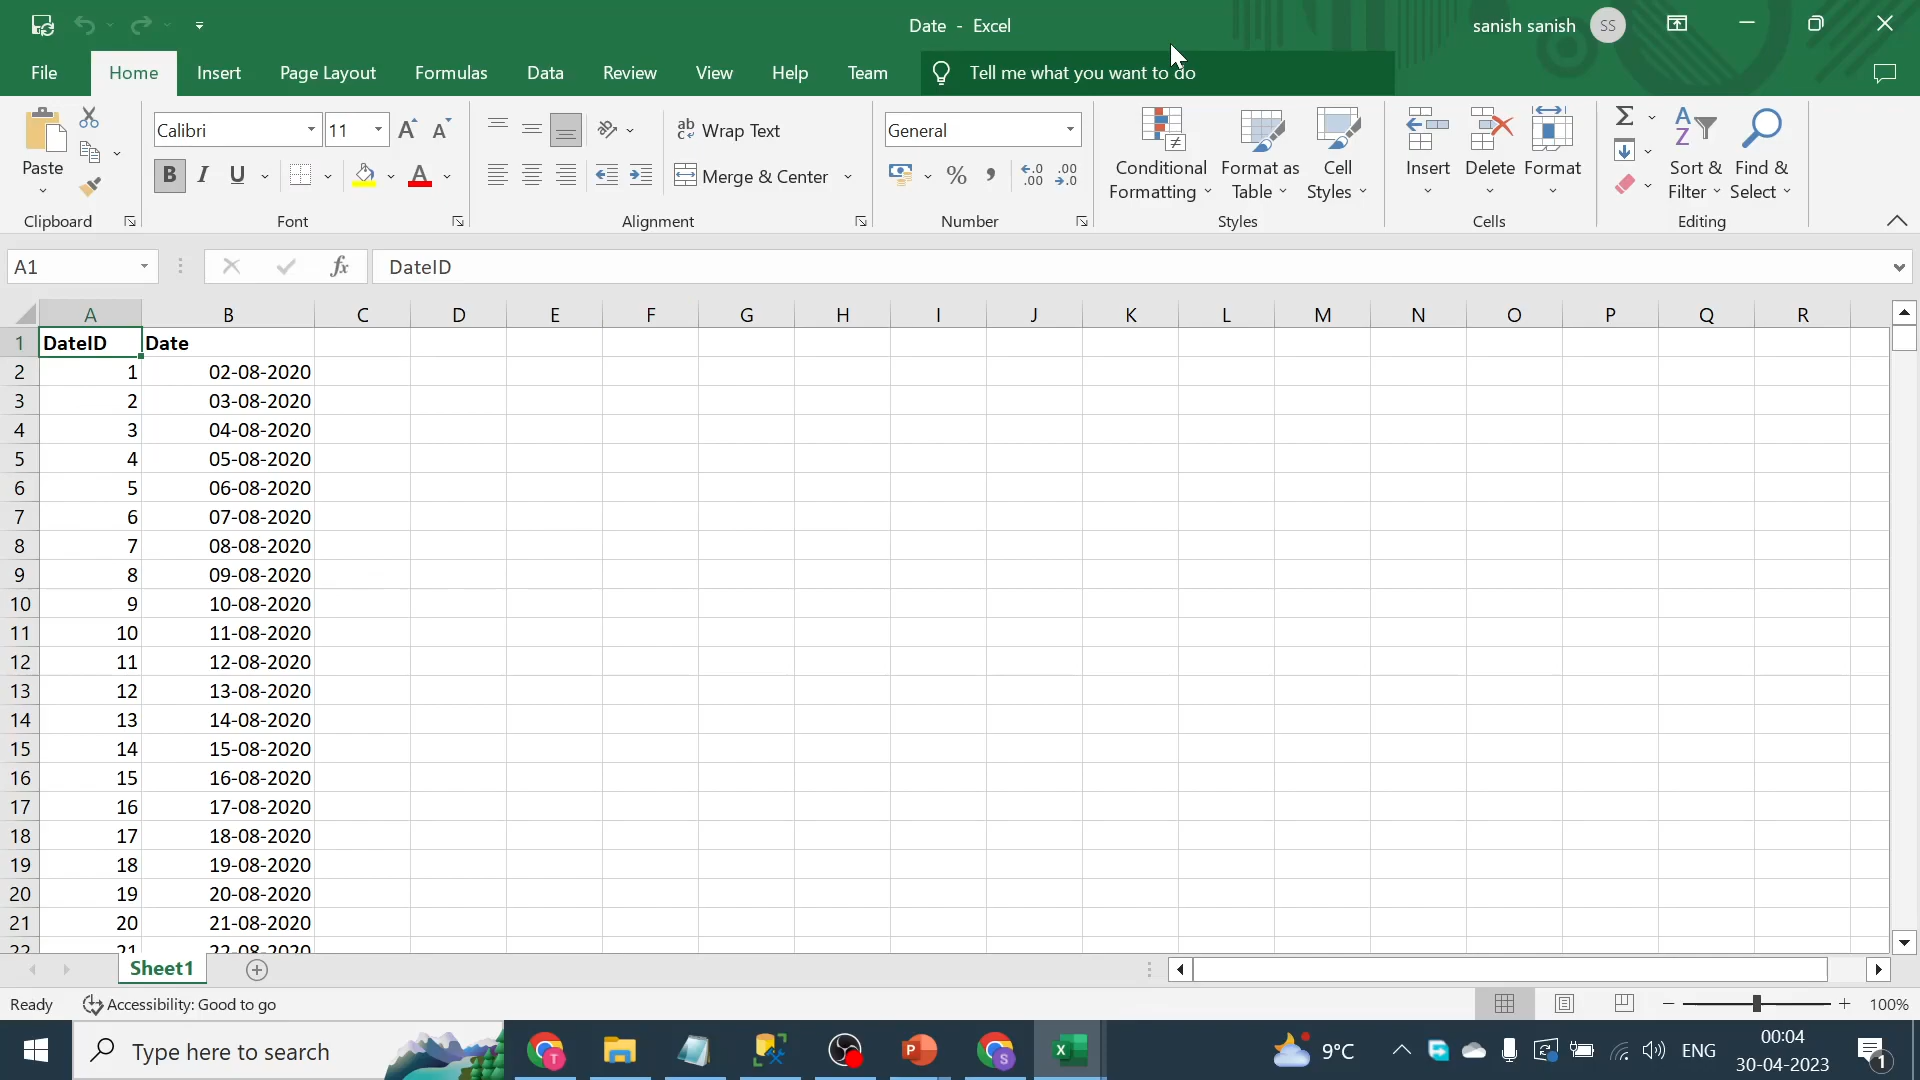 Date - Excel
sanish sanish SS
File Home Insert Page Layout Formulas Data Review View Help Team Tell me what you want to do
Paste
Clipboard
Calibri 11
B I U A
Font
ab Wrap Text
Merge & Center
Alignment
General
% ,
Number
Conditional Formatting
Format as Table
Cell Styles
Styles
Insert Delete Format
Cells
Sort & Filter
Find & Select
Editing
A1 fx DateID
A B C D E F G H I J K L M N O P Q R
1 DateID Date
2 1 02-08-2020
3 2 03-08-2020
4 3 04-08-2020
5 4 05-08-2020
6 5 06-08-2020
7 6 07-08-2020
8 7 08-08-2020
9 8 09-08-2020
10 9 10-08-2020
11 10 11-08-2020
12 11 12-08-2020
13 12 13-08-2020
14 13 14-08-2020
15 14 15-08-2020
16 15 16-08-2020
17 16 17-08-2020
18 17 18-08-2020
19 18 19-08-2020
20 19 20-08-2020
21 20 21-08-2020
22 21 22-08-2020
Sheet1
Ready Accessibility: Good to go 100%
Type here to search 9°C ENG 00:04
30-04-2023 1